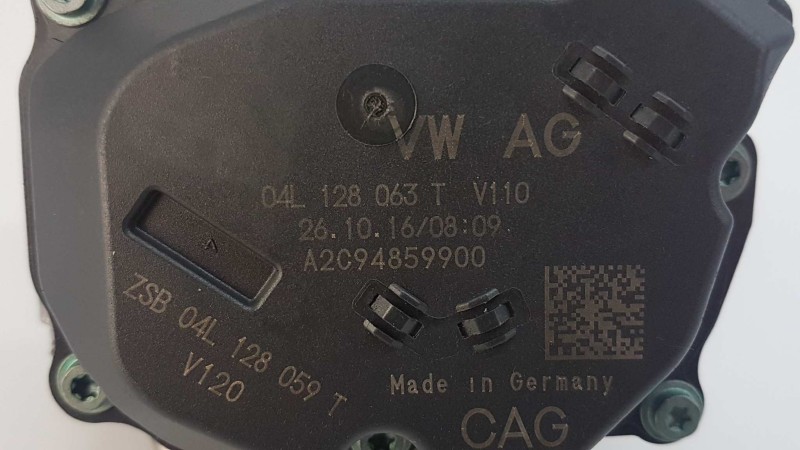 VW AG
04L 128 063 T V110
26.10.16/08:09
A2C94859900
ZSB 04L 128 059 T
V120
Made in Germany
CAG